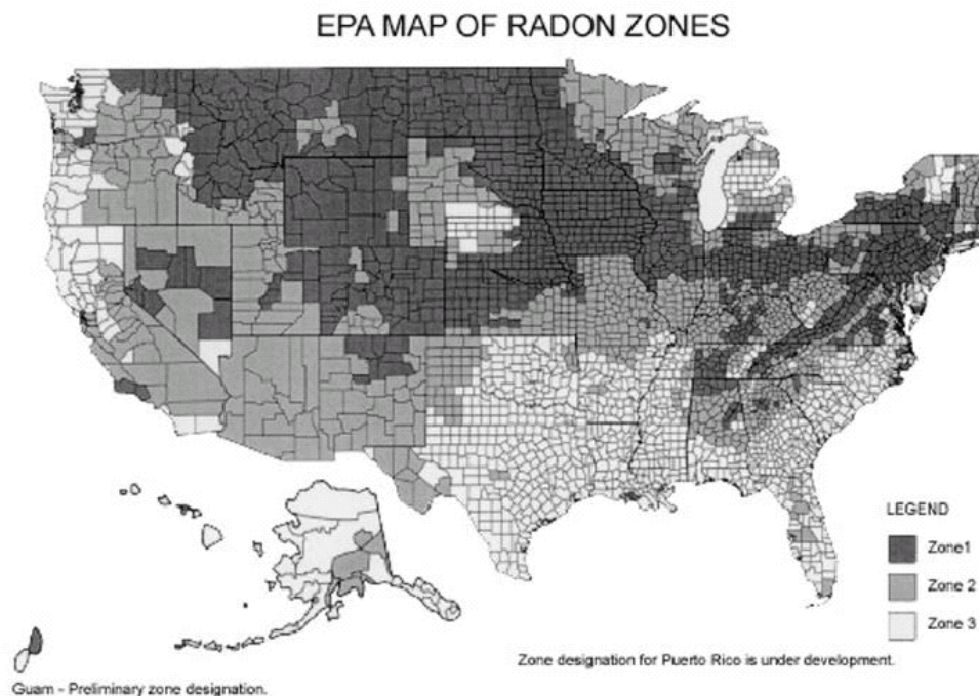 EPA MAP OF RADON ZONES
LEGEND
Zone1
Zone 2
Zone 3
Zone designation for Puerto Rico is under development.
Guam - Preliminary zone designation.